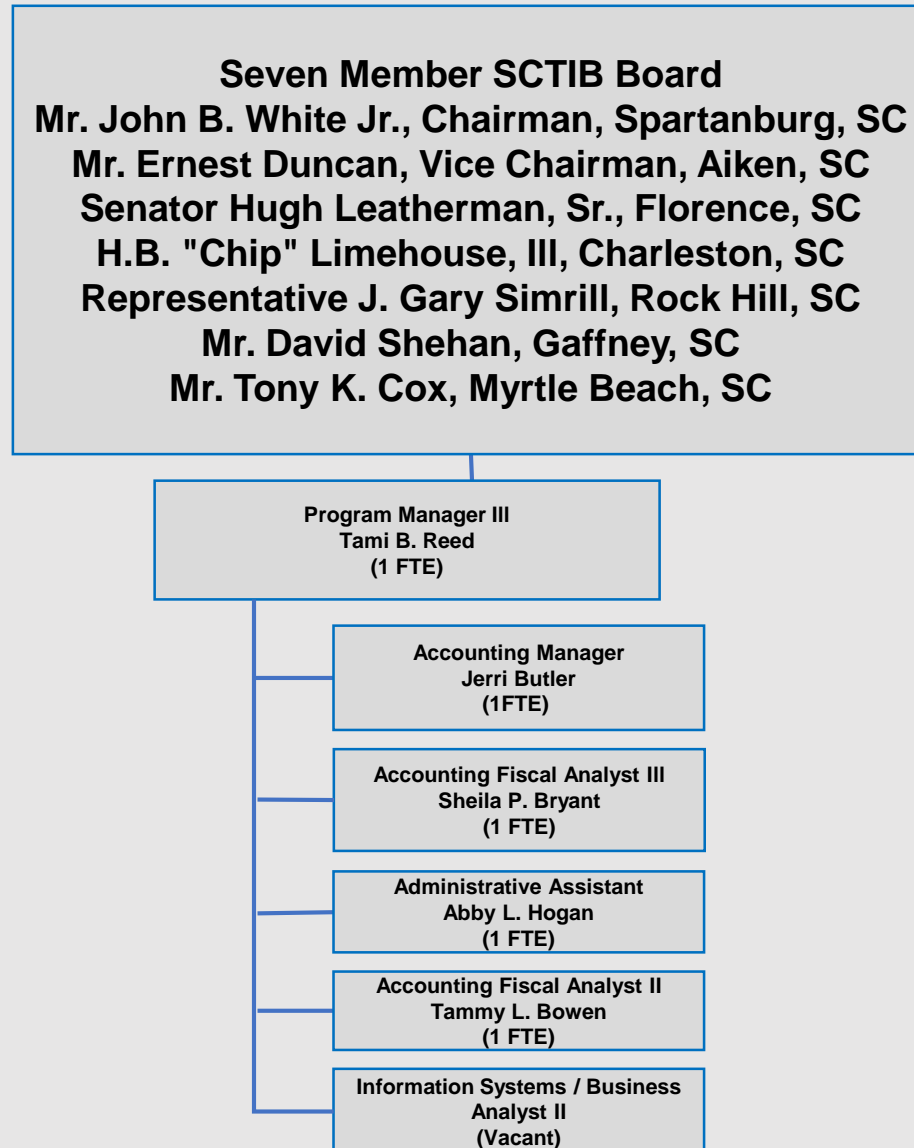 Seven Member SCTIB Board
Mr. John B. White Jr., Chairman, Spartanburg, SC
Mr. Ernest Duncan, Vice Chairman, Aiken, SC
Senator Hugh Leatherman, Sr., Florence, SC
H.B. "Chip" Limehouse, III, Charleston, SC
Representative J. Gary Simrill, Rock Hill, SC
Mr. David Shehan, Gaffney, SC
Mr. Tony K. Cox, Myrtle Beach, SC
Program Manager III
Tami B. Reed
(1 FTE)
Accounting Manager
Jerri Butler
(1FTE)
Accounting Fiscal Analyst III
Sheila P. Bryant
(1 FTE)
Administrative Assistant
Abby L. Hogan
(1 FTE)
Accounting Fiscal Analyst II
Tammy L. Bowen
(1 FTE)
Information Systems / Business
Analyst II
(Vacant)